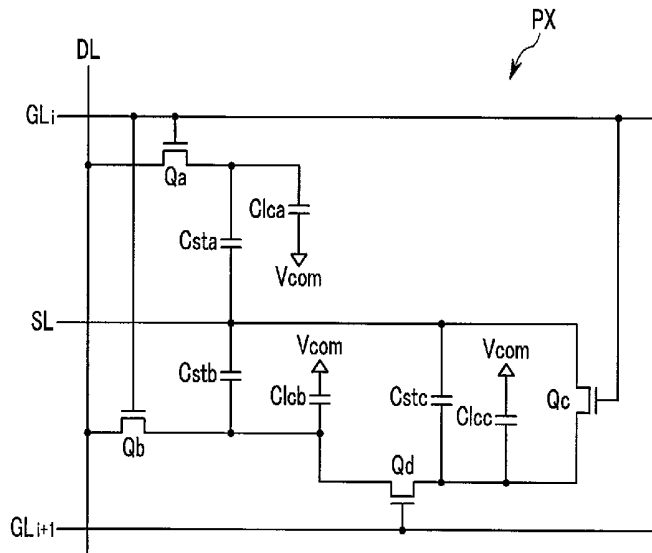 PX
DL
GLi
Qa
Clca
Csta
Vcom
SL
Vcom
Vcom
Cstb
Clcb
Cstc
Clcc
Qc
Qb
Qd
GLi+1